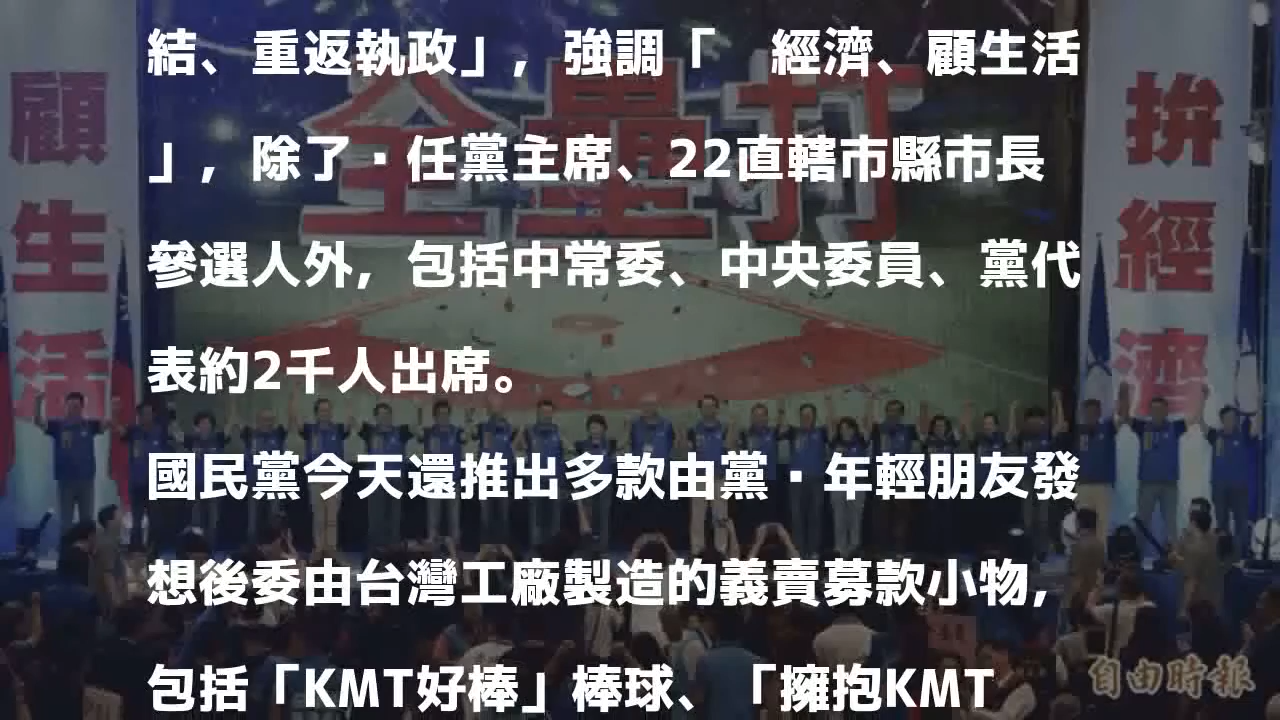 結、重返執政」，強調「　經濟、顧生活
」，除了·任黨主席、22直轄市縣市長
參選人外，包括中常委、中央委員、黨代
表約2千人出席。
國民黨今天還推出多款由黨·年輕朋友發
想後委由台灣工廠製造的義賣募款小物，
包括「KMT好棒」棒球、「擁抱KMT
顧生活
全壘打
拚經濟
自由時報